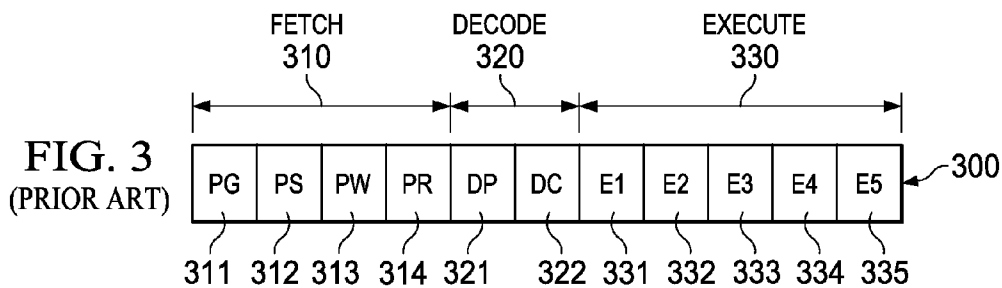 FETCH DECODE EXECUTE
310 320 330
FIG. 3
(PRIOR ART)
PG PS PW PR DP DC E1 E2 E3 E4 E5
300
311 312 313 314 321 322 331 332 333 334 335